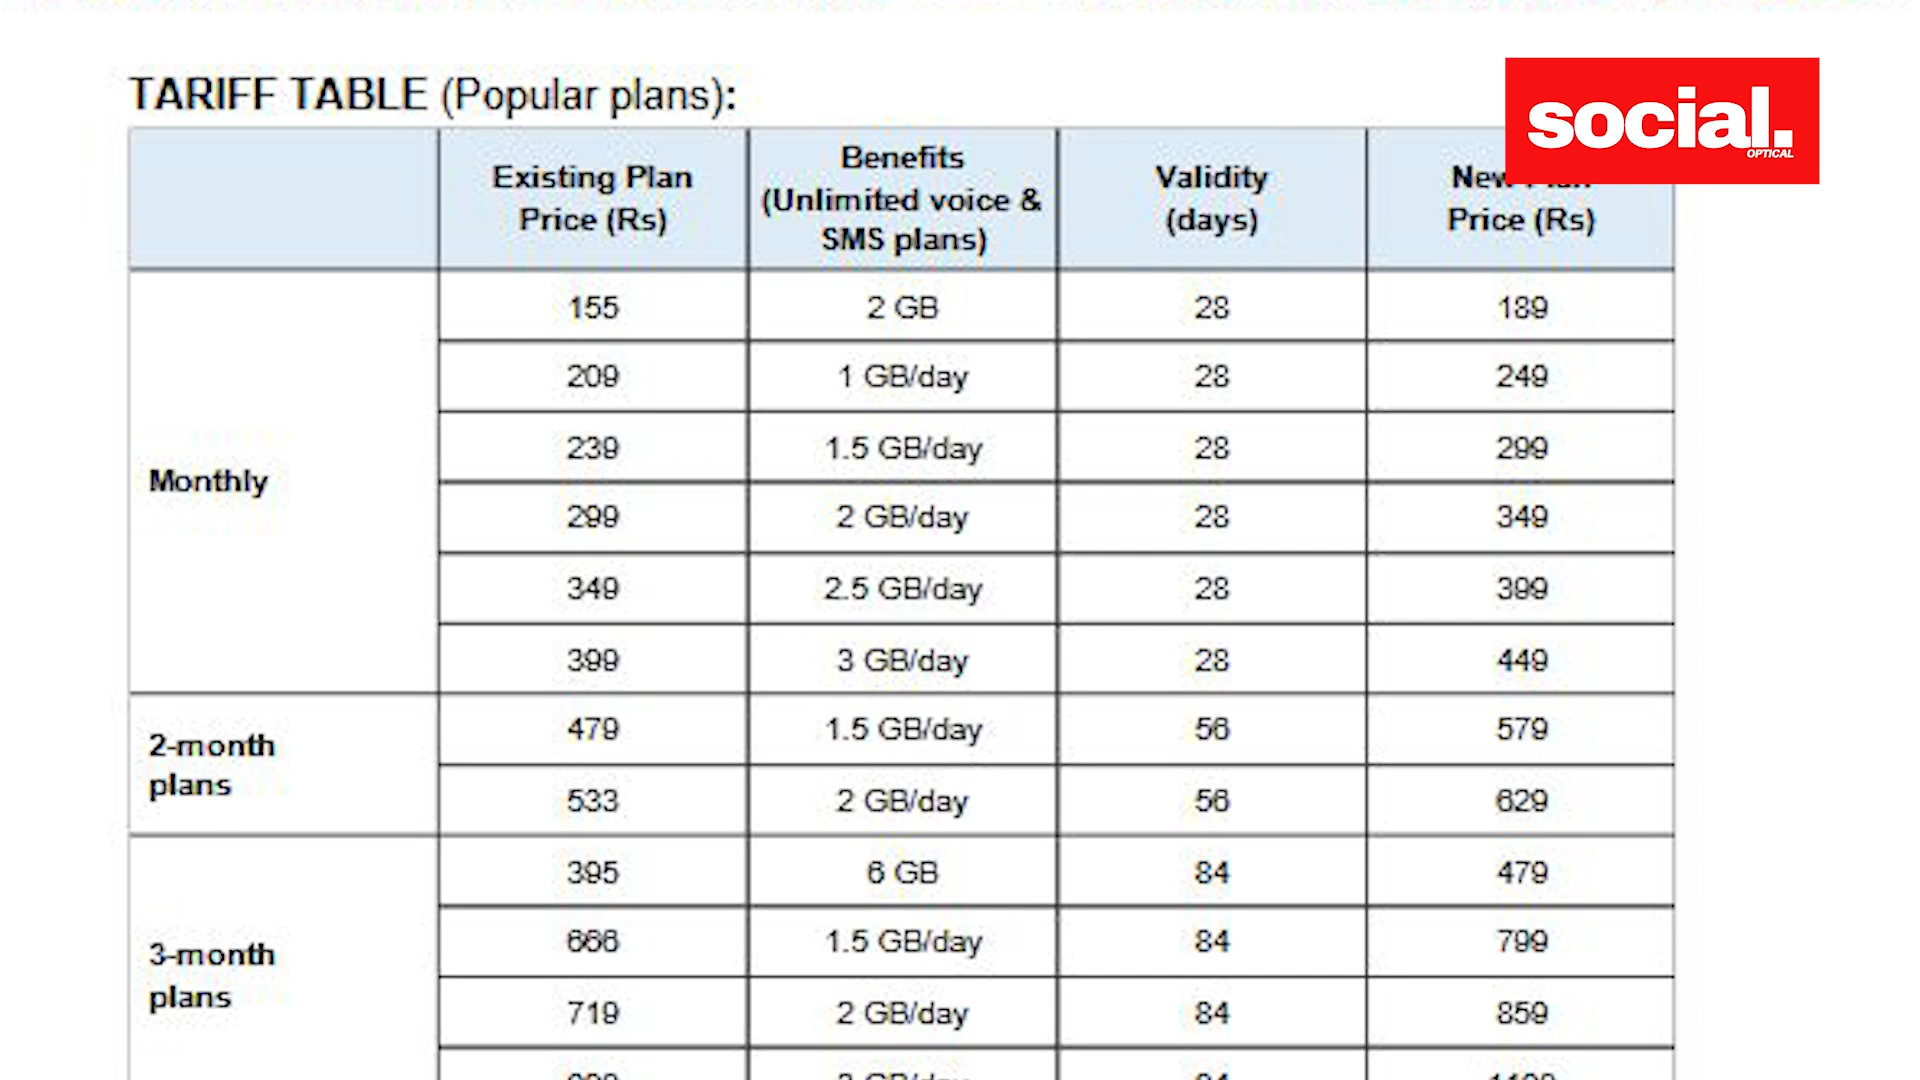 social.
OPTICAL
TARIFF TABLE (Popular plans):
Existing Plan Price (Rs) Benefits (Unlimited voice & SMS plans) Validity (days) New Price (Rs)
Monthly
155 2 GB 28 189
209 1 GB/day 28 249
239 1.5 GB/day 28 299
299 2 GB/day 28 349
349 2.5 GB/day 28 399
399 3 GB/day 28 449
2-month plans
479 1.5 GB/day 56 579
533 2 GB/day 56 629
3-month plans
395 6 GB 84 479
666 1.5 GB/day 84 799
719 2 GB/day 84 859